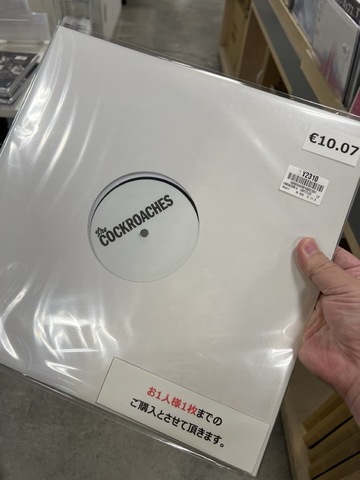 €10.07
¥2310
The
COCKROACHES
お1人様1枚までの
ご購入とさせて頂きます。